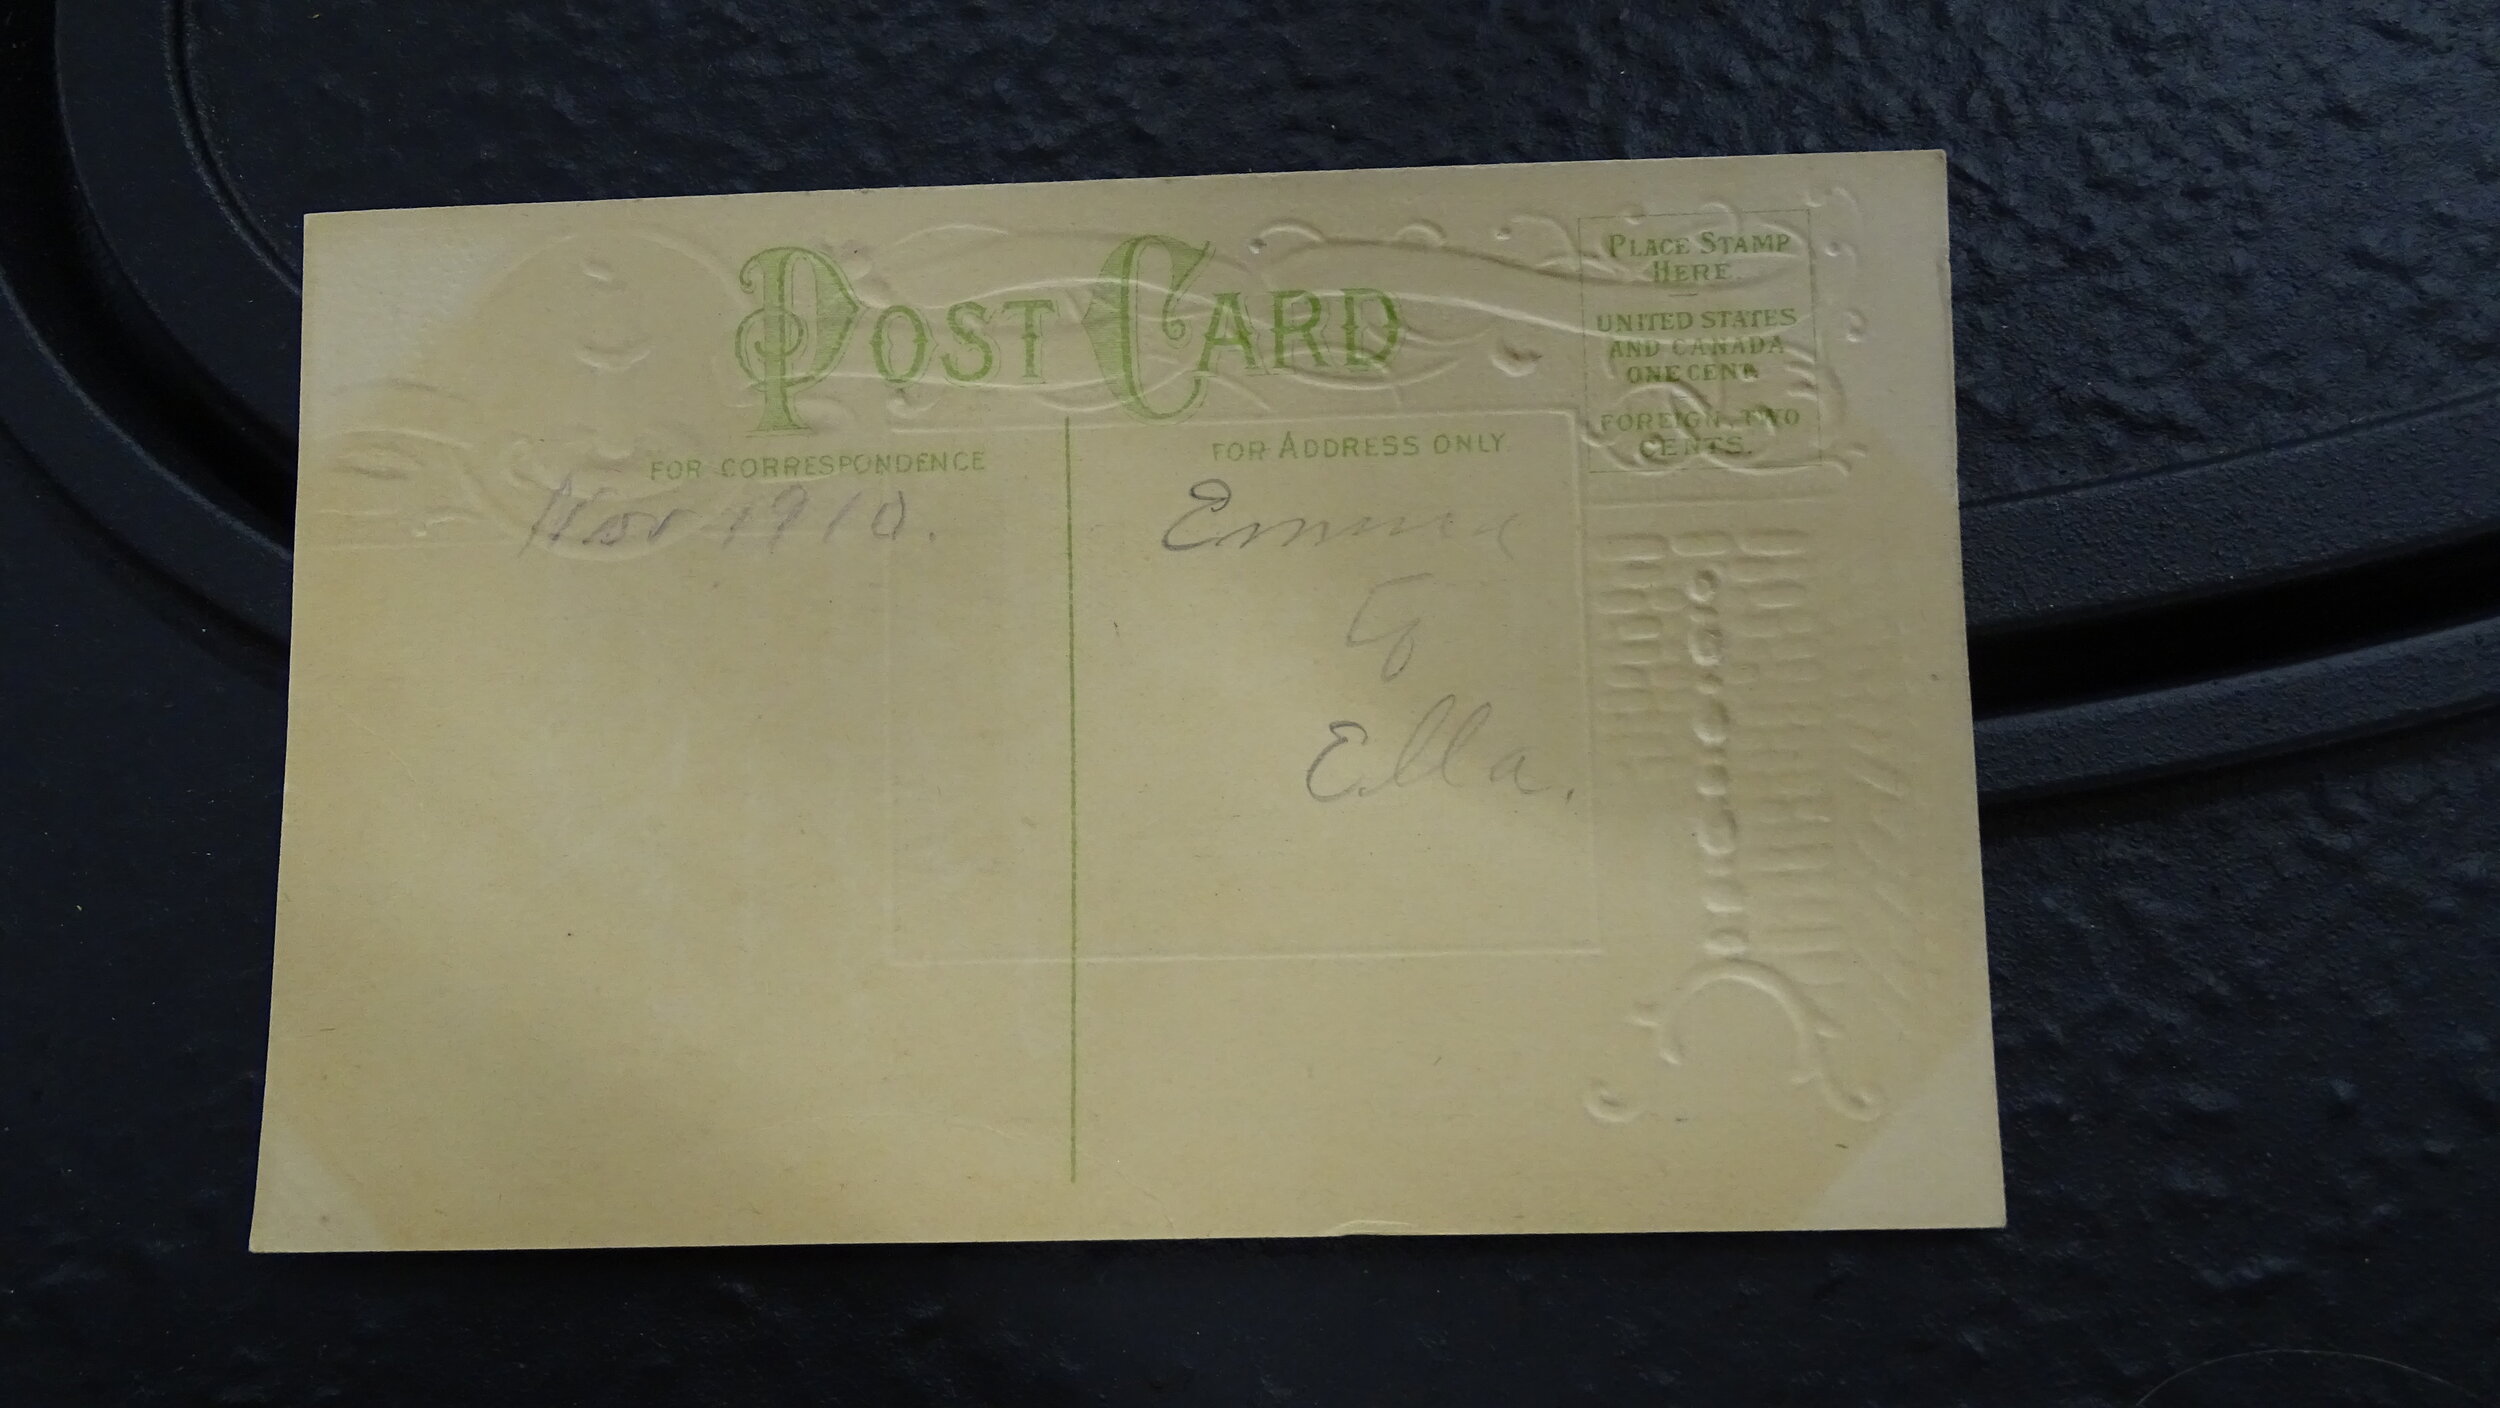 POST CARD
PLACE STAMP
HERE.
UNITED STATES
AND CANADA
ONE CENT
FOREIGN, TWO
CENTS.
FOR CORRESPONDENCE
FOR ADDRESS ONLY
Nov 1910.
Emma
to
Ella.